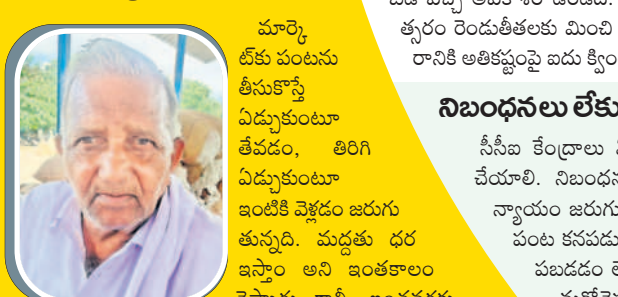 మార్కె
ట్‌కు పంటను
తీసుకొస్తే
ఏడ్చుకుంటూ
తేవడం, తిరిగి
ఏడ్చుకుంటూ
ఇంటికి వెళ్లడం జరుగు
తున్నది. మద్దతు ధర
ఇస్తాం అని ఇంతకాలం
త్సరం రెండుతీతలకు మించి
రానికి అతికష్టంపై ఐదు క్విం
నిబంధనలు లేకు
సీసీఐ కేంద్రాలు
చేయాలి. నిబంధన
న్యాయం జరుగు
పంట కనపడు
పబడడం లే